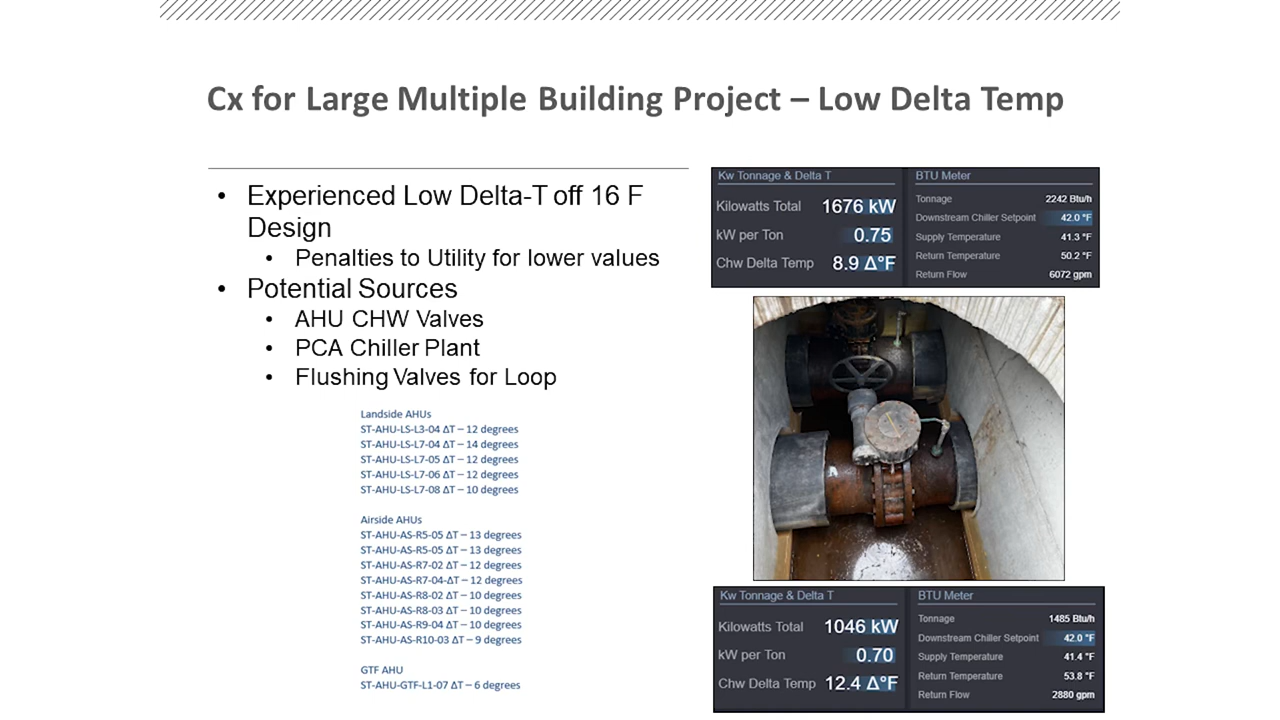 Cx for Large Multiple Building Project – Low Delta Temp
• Experienced Low Delta-T off 16 F
Design
• Penalties to Utility for lower values
• Potential Sources
• AHU CHW Valves
• PCA Chiller Plant
• Flushing Valves for Loop
Landside AHUs
ST-AHU-LS-L3-04 ΔT – 12 degrees
ST-AHU-LS-L7-04 ΔT – 14 degrees
ST-AHU-LS-L7-05 ΔT – 12 degrees
ST-AHU-LS-L7-06 ΔT – 12 degrees
ST-AHU-LS-L7-08 ΔT – 10 degrees
Airside AHUs
ST-AHU-AS-R5-05 ΔT – 13 degrees
ST-AHU-AS-R5-05 ΔT – 13 degrees
ST-AHU-AS-R7-02 ΔT – 12 degrees
ST-AHU-AS-R7-04-ΔT – 12 degrees
ST-AHU-AS-R8-02 ΔT – 10 degrees
ST-AHU-AS-R8-03 ΔT – 10 degrees
ST-AHU-AS-R9-04 ΔT – 10 degrees
ST-AHU-AS-R10-03 ΔT – 9 degrees
GTF AHU
ST-AHU-GTF-L1-07 ΔT – 6 degrees
Kw Tonnage & Delta T
Kilowatts Total 1676 kW
kW per Ton 0.75
Chw Delta Temp 8.9 Δ°F
BTU Meter
Tonnage 2242 Btu/h
Downstream Chiller Setpoint 42.0 °F
Supply Temperature 41.3 °F
Return Temperature 50.2 °F
Return Flow 6072 gpm
Kw Tonnage & Delta T
Kilowatts Total 1046 kW
kW per Ton 0.70
Chw Delta Temp 12.4 Δ°F
BTU Meter
Tonnage 1485 Btu/h
Downstream Chiller Setpoint 42.0 °F
Supply Temperature 41.4 °F
Return Temperature 53.8 °F
Return Flow 2880 gpm